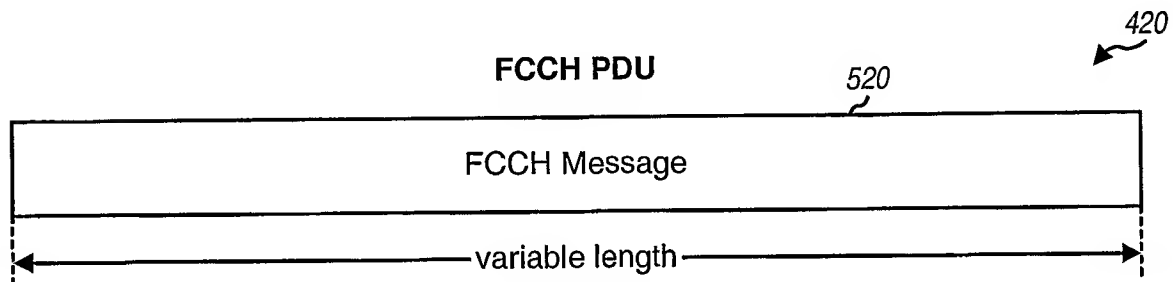 420
FCCH PDU
520
FCCH Message
variable length